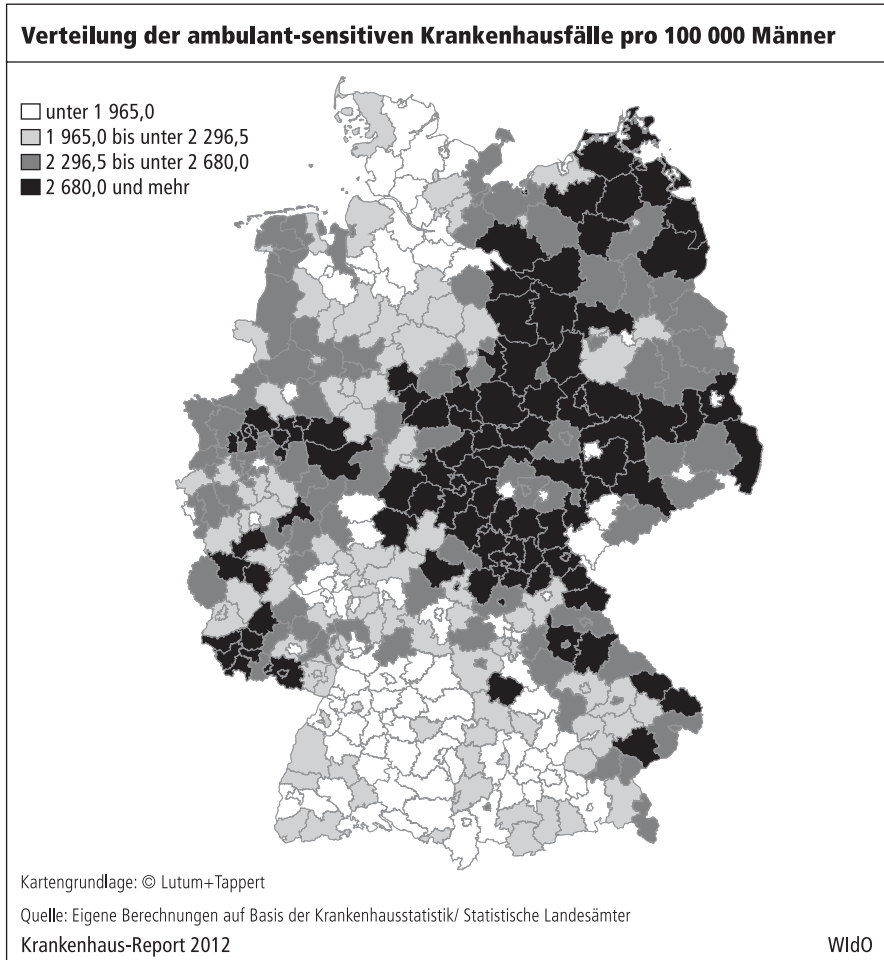 Verteilung der ambulant-sensitiven Krankenhausfälle pro 100 000 Männer
unter 1 965,0
1 965,0 bis unter 2 296,5
2 296,5 bis unter 2 680,0
2 680,0 und mehr
Kartengrundlage: © Lutum+Tappert
Quelle: Eigene Berechnungen auf Basis der Krankenhausstatistik/ Statistische Landesämter
Krankenhaus-Report 2012 WIdO